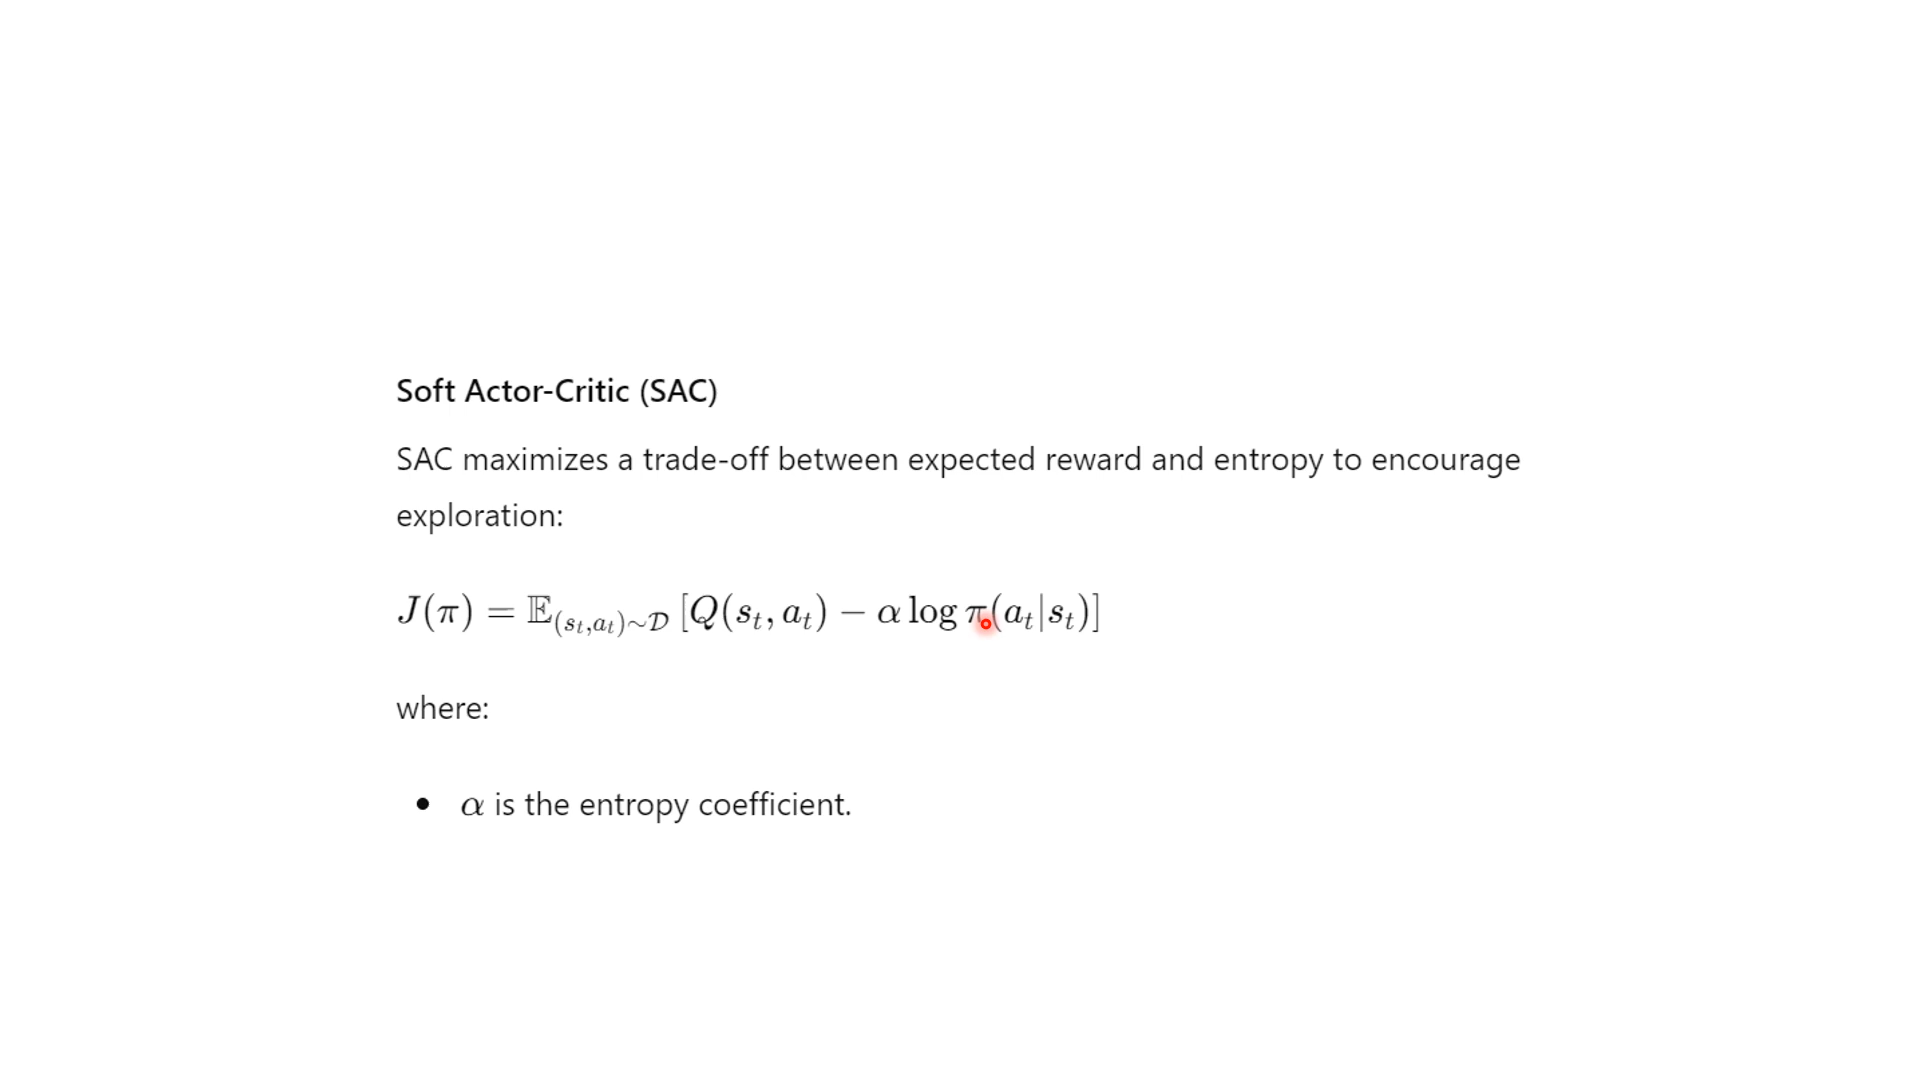 Soft Actor-Critic (SAC)
SAC maximizes a trade-off between expected reward and entropy to encourage
exploration:
J(π) = 𝔼_{(s_t,a_t)∼𝒟} [Q(s_t, a_t) − α log π(a_t|s_t)]
where:
• α is the entropy coefficient.